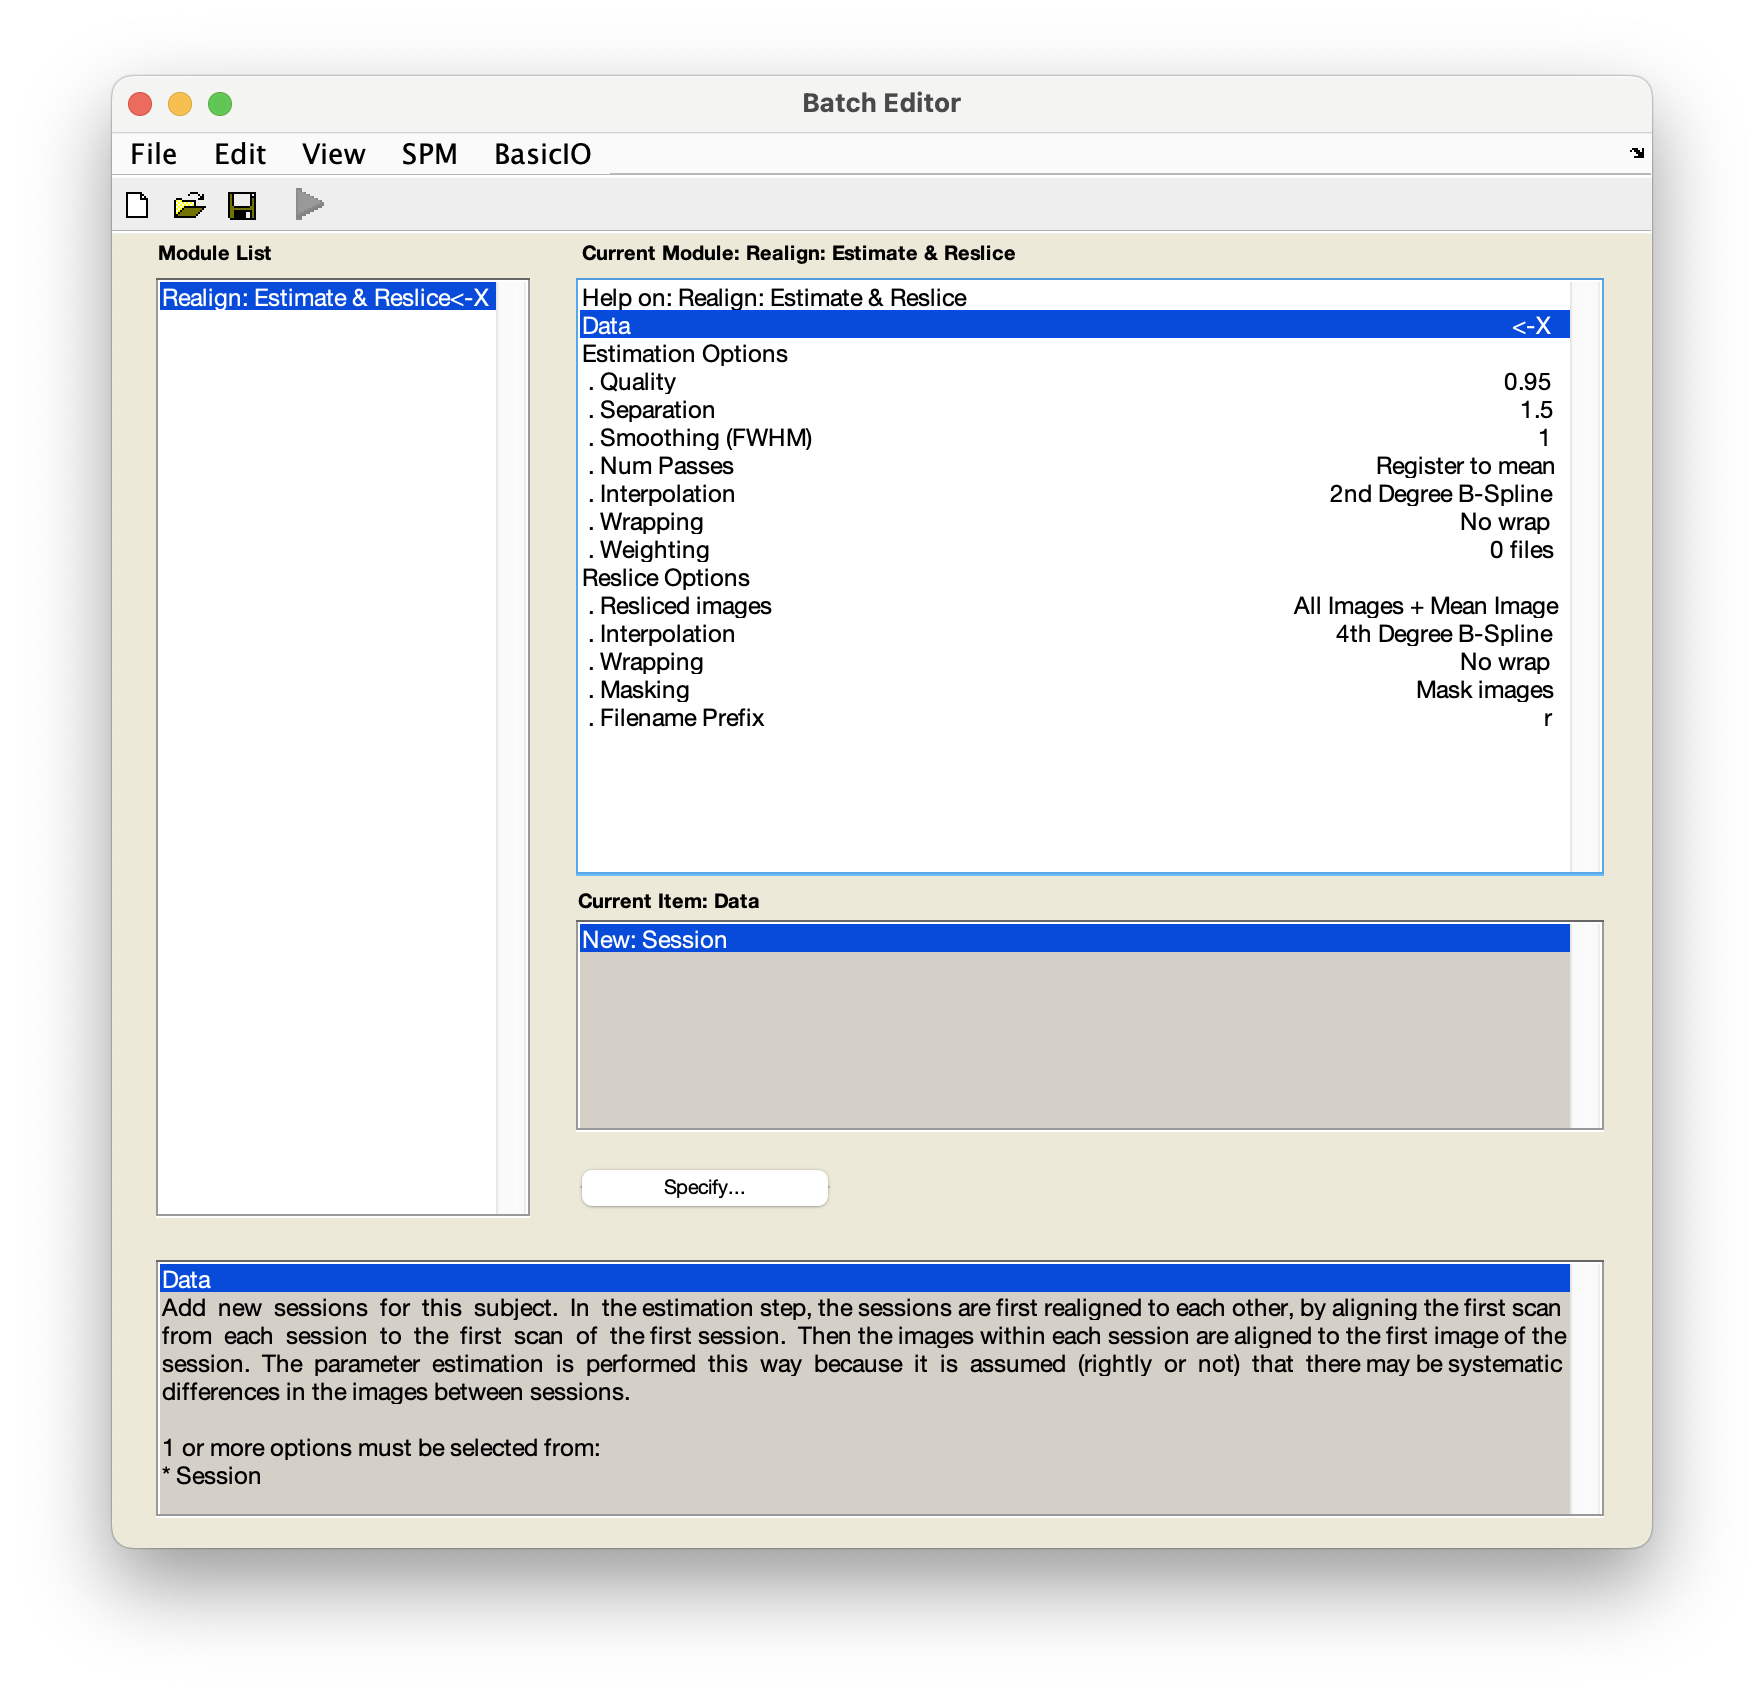 Batch Editor
File Edit View SPM BasicIO
Module List
Realign: Estimate & Reslice<-X
Current Module: Realign: Estimate & Reslice
Help on: Realign: Estimate & Reslice
Data <-X
Estimation Options
. Quality 0.95
. Separation 1.5
. Smoothing (FWHM) 1
. Num Passes Register to mean
. Interpolation 2nd Degree B-Spline
. Wrapping No wrap
. Weighting 0 files
Reslice Options
. Resliced images All Images + Mean Image
. Interpolation 4th Degree B-Spline
. Wrapping No wrap
. Masking Mask images
. Filename Prefix r
Current Item: Data
New: Session
Specify...
Data
Add new sessions for this subject. In the estimation step, the sessions are first realigned to each other, by aligning the first scan
from each session to the first scan of the first session. Then the images within each session are aligned to the first image of the
session. The parameter estimation is performed this way because it is assumed (rightly or not) that there may be systematic
differences in the images between sessions.
1 or more options must be selected from:
* Session